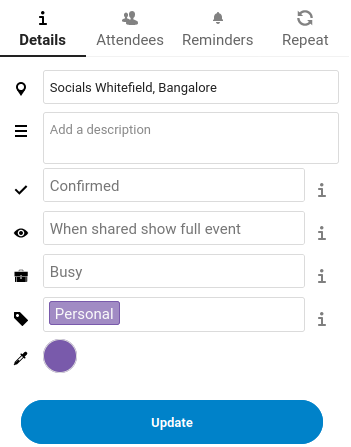 Details
Attendees
Reminders
Repeat
Socials Whitefield, Bangalore
Add a description
Confirmed
When shared show full event
Busy
Personal
Update